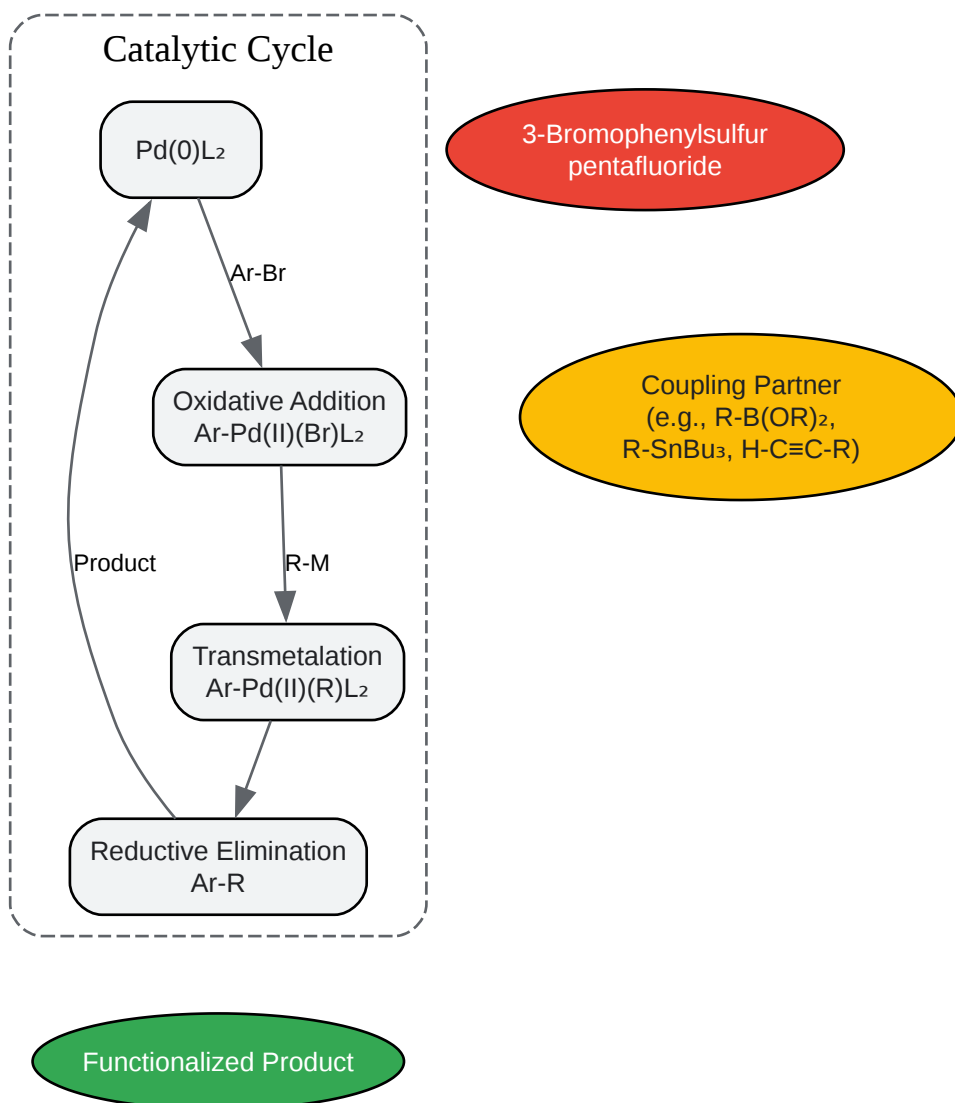 Catalytic Cycle
Pd(0)L₂
3-Bromophenylsulfur
pentafluoride
Ar-Br
Oxidative Addition
Ar-Pd(II)(Br)L₂
Coupling Partner
(e.g., R-B(OR)₂,
R-SnBu₃, H-C≡C-R)
Product
R-M
Transmetalation
Ar-Pd(II)(R)L₂
Reductive Elimination
Ar-R
Functionalized Product